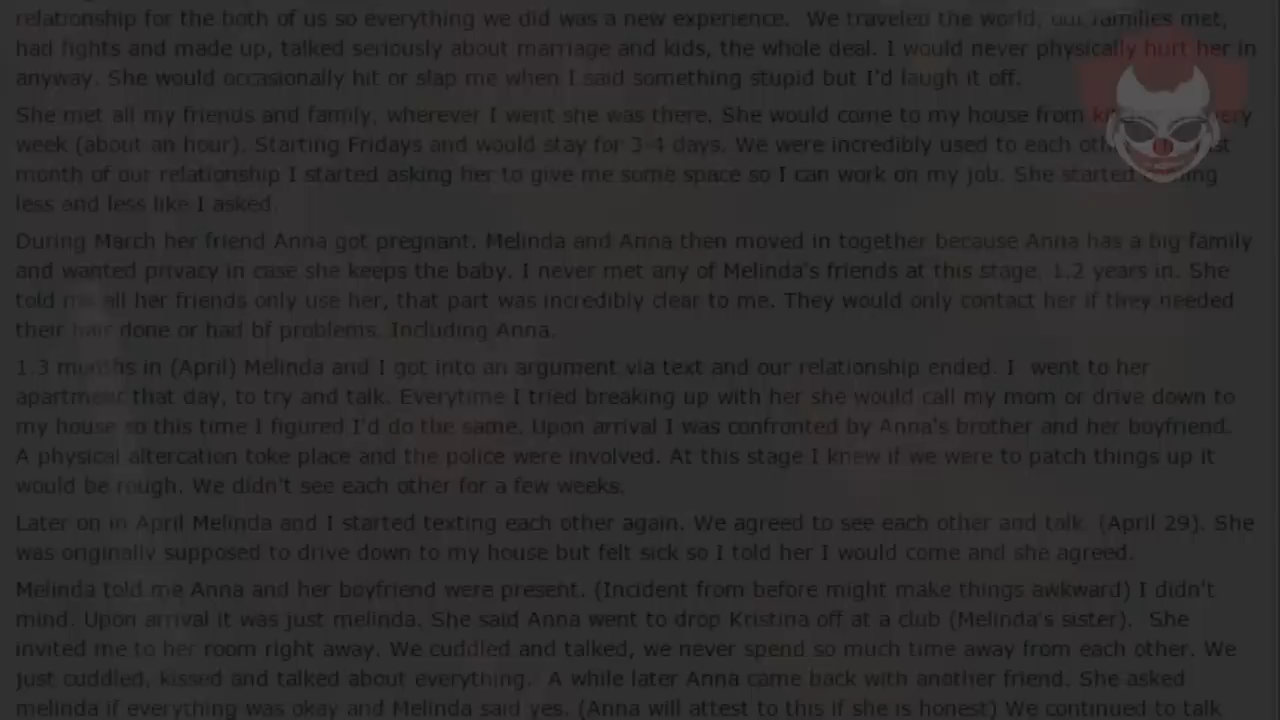 relationship for the both of us so everything we did was a new experience. We traveled the world, our families met,
had fights and made up, talked seriously about marriage and kids, the whole deal. I would never physically hurt her in
anyway. She would occasionally hit or slap me when I said something stupid but I'd laugh it off.
She met all my friends and family, wherever I went she was there. She would come to my house from
week (about an hour). Starting Fridays and would stay for 3-4 days. We were incredibly used to each
month of our relationship I started asking her to give me some space so I can work on my job. She started coming
less and less like I asked.
During March her friend Anna got pregnant. Melinda and Anna then moved in together because Anna has a big family
and wanted privacy in case she keeps the baby. I never met any of Melinda's friends at this stage. 1.2 years in. She
told me all her friends only use her, that part was incredibly clear to me. They would only contact her if they needed
their hair done or had bf problems. Including Anna.
1.3 months in (April) Melinda and I got into an argument via text and our relationship ended. I went to her
apartment that day, to try and talk. Everytime I tried breaking up with her she would call my mom or drive down to
my house so this time I figured I'd do the same. Upon arrival I was confronted by Anna's brother and her boyfriend.
A physical altercation toke place and the police were involved. At this stage I knew if we were to patch things up it
would be rough. We didn't see each other for a few weeks.
Later on in April Melinda and I started texting each other again. We agreed to see each other and talk. (April 29). She
was originally supposed to drive down to my house but felt sick so I told her I would come and she agreed.
Melinda told me Anna and her boyfriend were present. (Incident from before might make things awkward) I didn't
mind. Upon arrival it was just melinda. She said Anna went to drop Kristina off at a club (Melinda's sister). She
invited me to her room right away. We cuddled and talked, we never spend so much time away from each other. We
just cuddled, kissed and talked about everything. A while later Anna came back with another friend. She asked
melinda if everything was okay and Melinda said yes. (Anna will attest to this if she is honest) We continued to talk